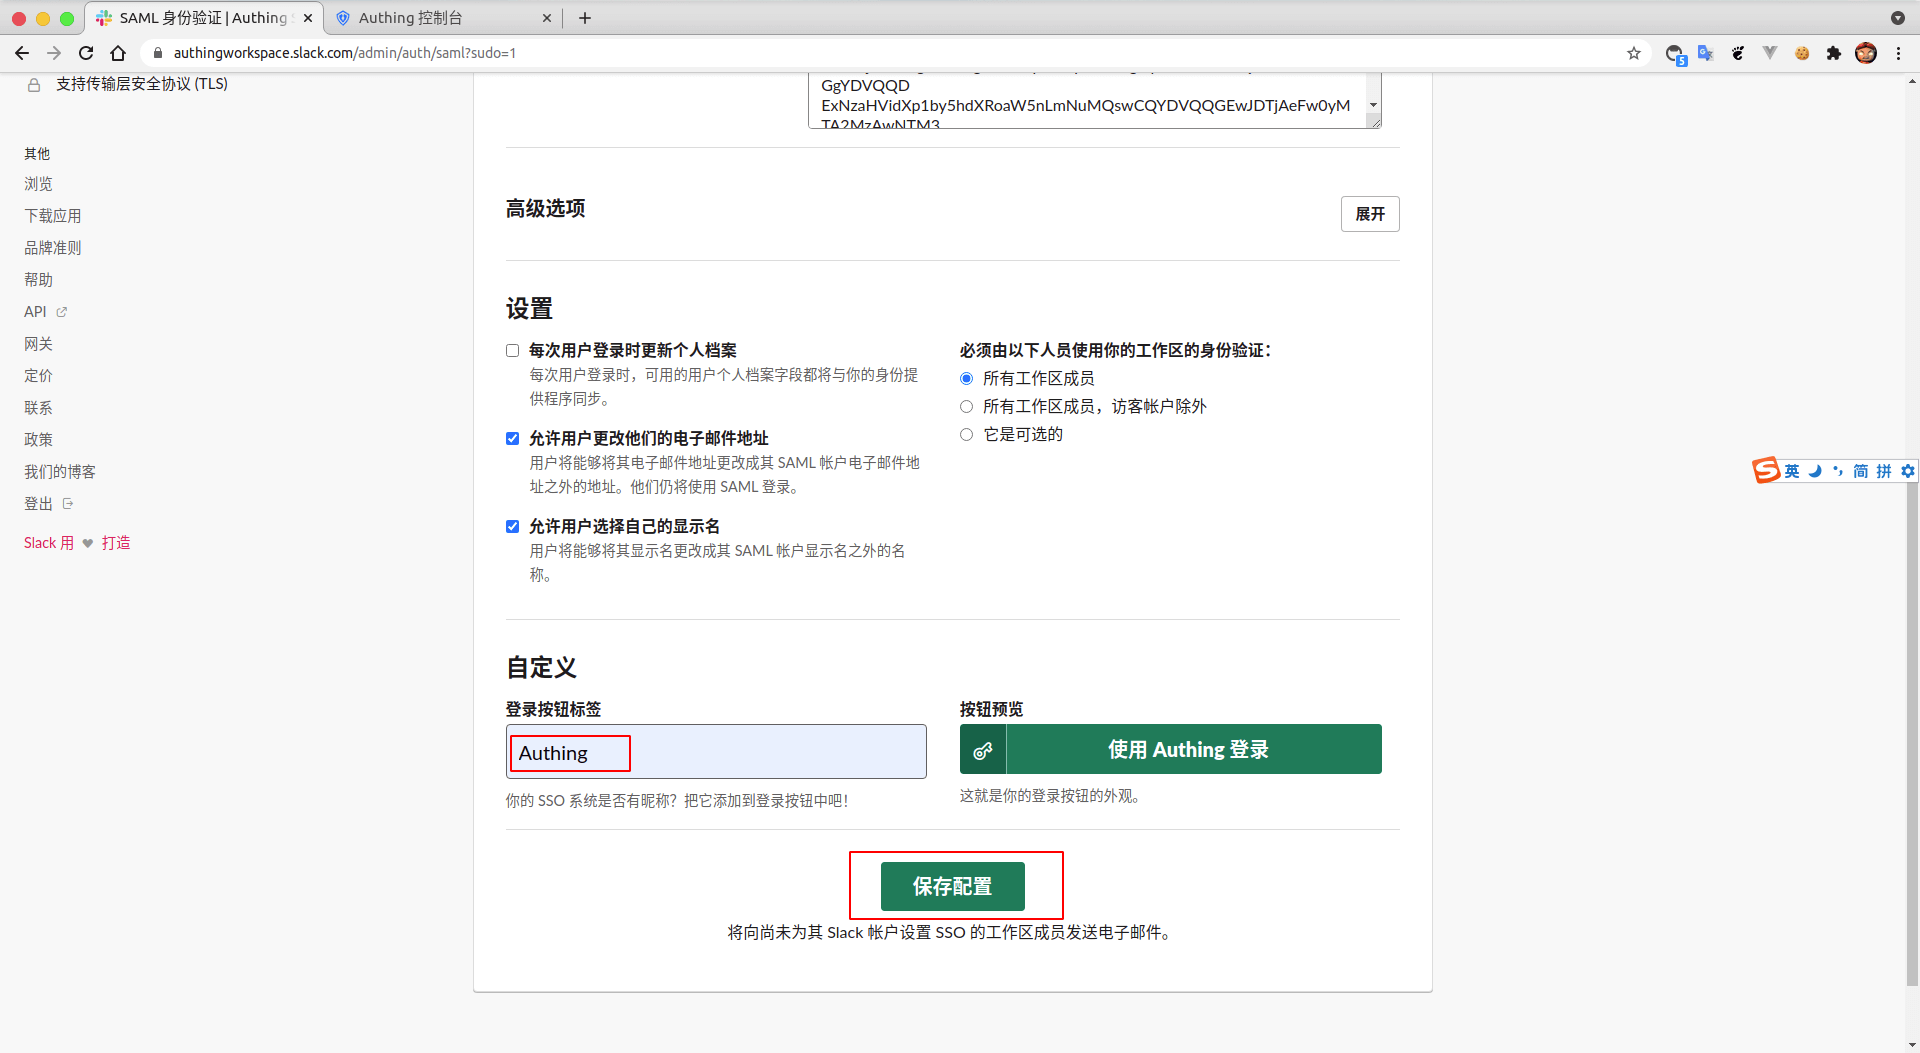 SAML 身份验证 | Authing
Authing 控制台
authingworkspace.slack.com/admin/auth/saml?sudo=1
5
支持传输层安全协议 (TLS)
其他
浏览
下载应用
品牌准则
帮助
API
网关
定价
联系
政策
我们的博客
登出
Slack 用 ❤ 打造
GgYDVQQD
ExNzaHVidXp1by5hdXRoaW5nLmNuMQswCQYDVQQGEwJDTjAeFw0yM
TA2MzAwNTM3
高级选项
展开
设置
每次用户登录时更新个人档案
每次用户登录时，可用的用户个人档案字段都将与你的身份提
供程序同步。
允许用户更改他们的电子邮件地址
用户将能够将其电子邮件地址更改成其 SAML 帐户电子邮件地
址之外的地址。他们仍将使用 SAML 登录。
允许用户选择自己的显示名
用户将能够将其显示名更改成其 SAML 帐户显示名之外的名
称。
必须由以下人员使用你的工作区的身份验证：
所有工作区成员
所有工作区成员，访客帐户除外
它是可选的
自定义
登录按钮标签
Authing
你的 SSO 系统是否有昵称？把它添加到登录按钮中吧！
按钮预览
使用 Authing 登录
这就是你的登录按钮的外观。
保存配置
将向尚未为其 Slack 帐户设置 SSO 的工作区成员发送电子邮件。
英 简 拼